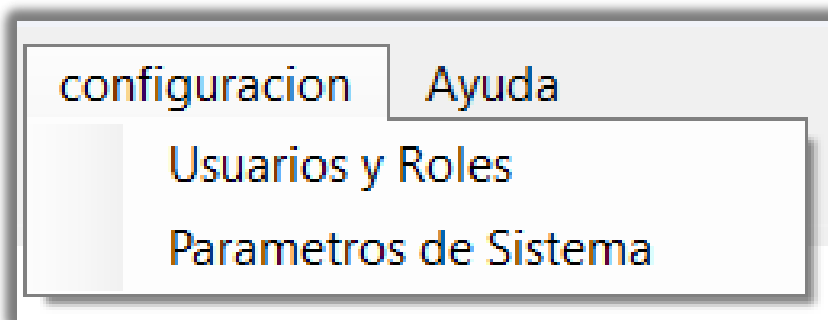 configuracion Ayuda
Usuarios y Roles
Parametros de Sistema